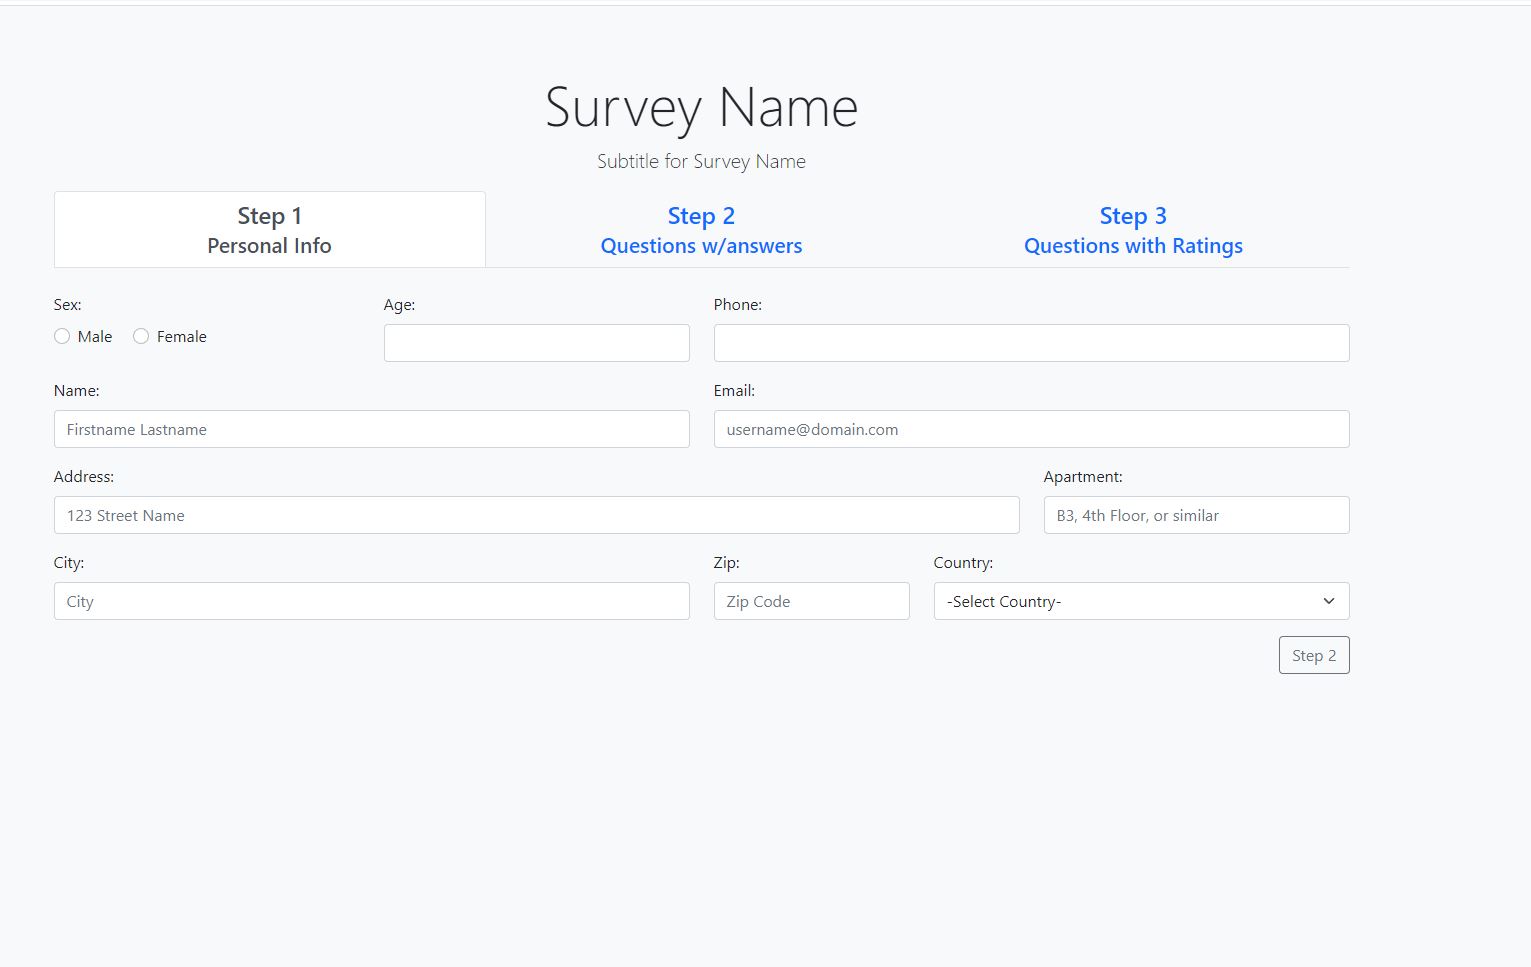 Survey Name
Subtitle for Survey Name
Step 1
Personal Info
Step 2
Questions w/answers
Step 3
Questions with Ratings
Sex:
Male Female
Age:
Phone:
Name:
Firstname Lastname
Email:
username@domain.com
Address:
123 Street Name
Apartment:
B3, 4th Floor, or similar
City:
City
Zip:
Zip Code
Country:
-Select Country-
Step 2